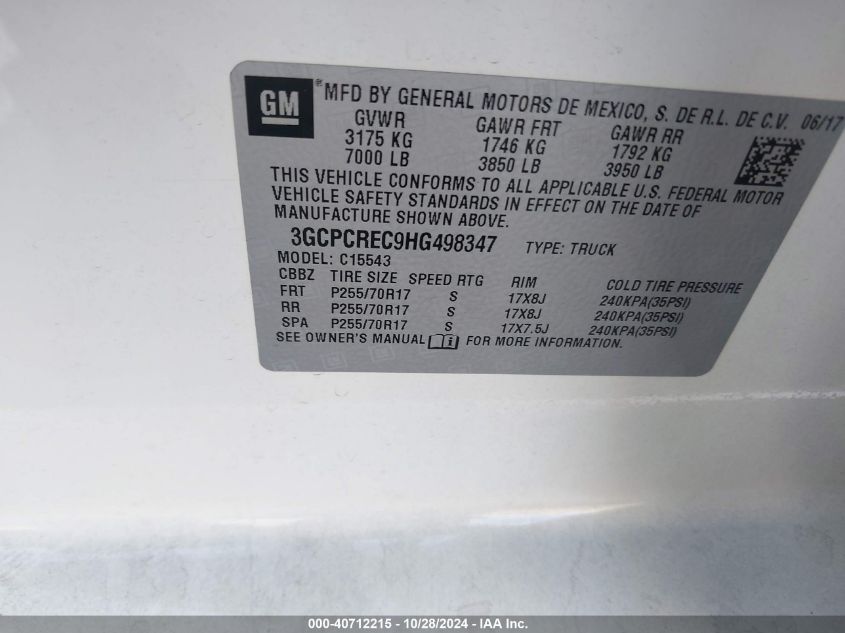 GM
®MFD BY GENERAL MOTORS DE MEXICO, S. DE R.L. DE C.V. 06/17
GVWR GAWR FRT GAWR RR
3175 KG 1746 KG 1792 KG
7000 LB 3850 LB 3950 LB
THIS VEHICLE CONFORMS TO ALL APPLICABLE U.S. FEDERAL MOTOR
VEHICLE SAFETY STANDARDS IN EFFECT ON THE DATE OF
MANUFACTURE SHOWN ABOVE.
3GCPCREC9HG498347 TYPE: TRUCK
MODEL: C15543
CBBZ TIRE SIZE SPEED RTG RIM COLD TIRE PRESSURE
FRT P255/70R17 S 17X8J 240KPA(35PSI)
RR P255/70R17 S 17X8J 240KPA(35PSI)
SPA P255/70R17 S 17X7.5J 240KPA(35PSI)
SEE OWNER'S MANUAL i FOR MORE INFORMATION.
000-40712215 - 10/28/2024 - IAA Inc.